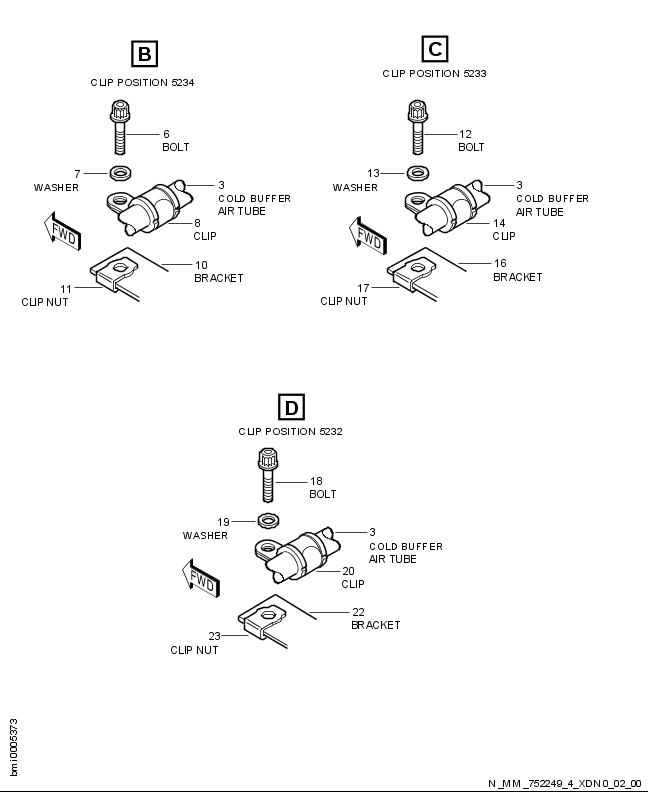 B
CLIP POSITION 5234
6
BOLT
7
WASHER
3
COLD BUFFER
AIR TUBE
8
CLIP
FWD
10
BRACKET
11
CLIP NUT
C
CLIP POSITION 5233
12
BOLT
13
WASHER
3
COLD BUFFER
AIR TUBE
14
CLIP
FWD
16
BRACKET
17
CLIP NUT
D
CLIP POSITION 5232
18
BOLT
19
WASHER
3
COLD BUFFER
AIR TUBE
20
CLIP
FWD
22
BRACKET
23
CLIP NUT
bmi0005373
N_MM_752249_4_XDN0_02_00